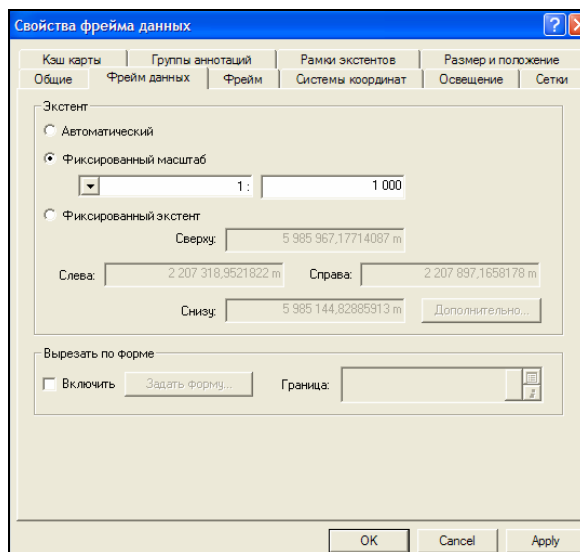 Свойства фрейма данных
Кэш карты Группы аннотаций Рамки экстентов Размер и положение
Общие Фрейм данных Фрейм Системы координат Освещение Сетки
Экстент
Автоматический
Фиксированный масштаб
1 : 1 000
Фиксированный экстент
Сверху: 5 985 967,17714087 m
Слева: 2 207 318,9521822 m Справа: 2 207 897,1658178 m
Снизу: 5 985 144,82885913 m Дополнительно...
Вырезать по форме
Включить Задать форму... Граница:
OK Cancel Apply